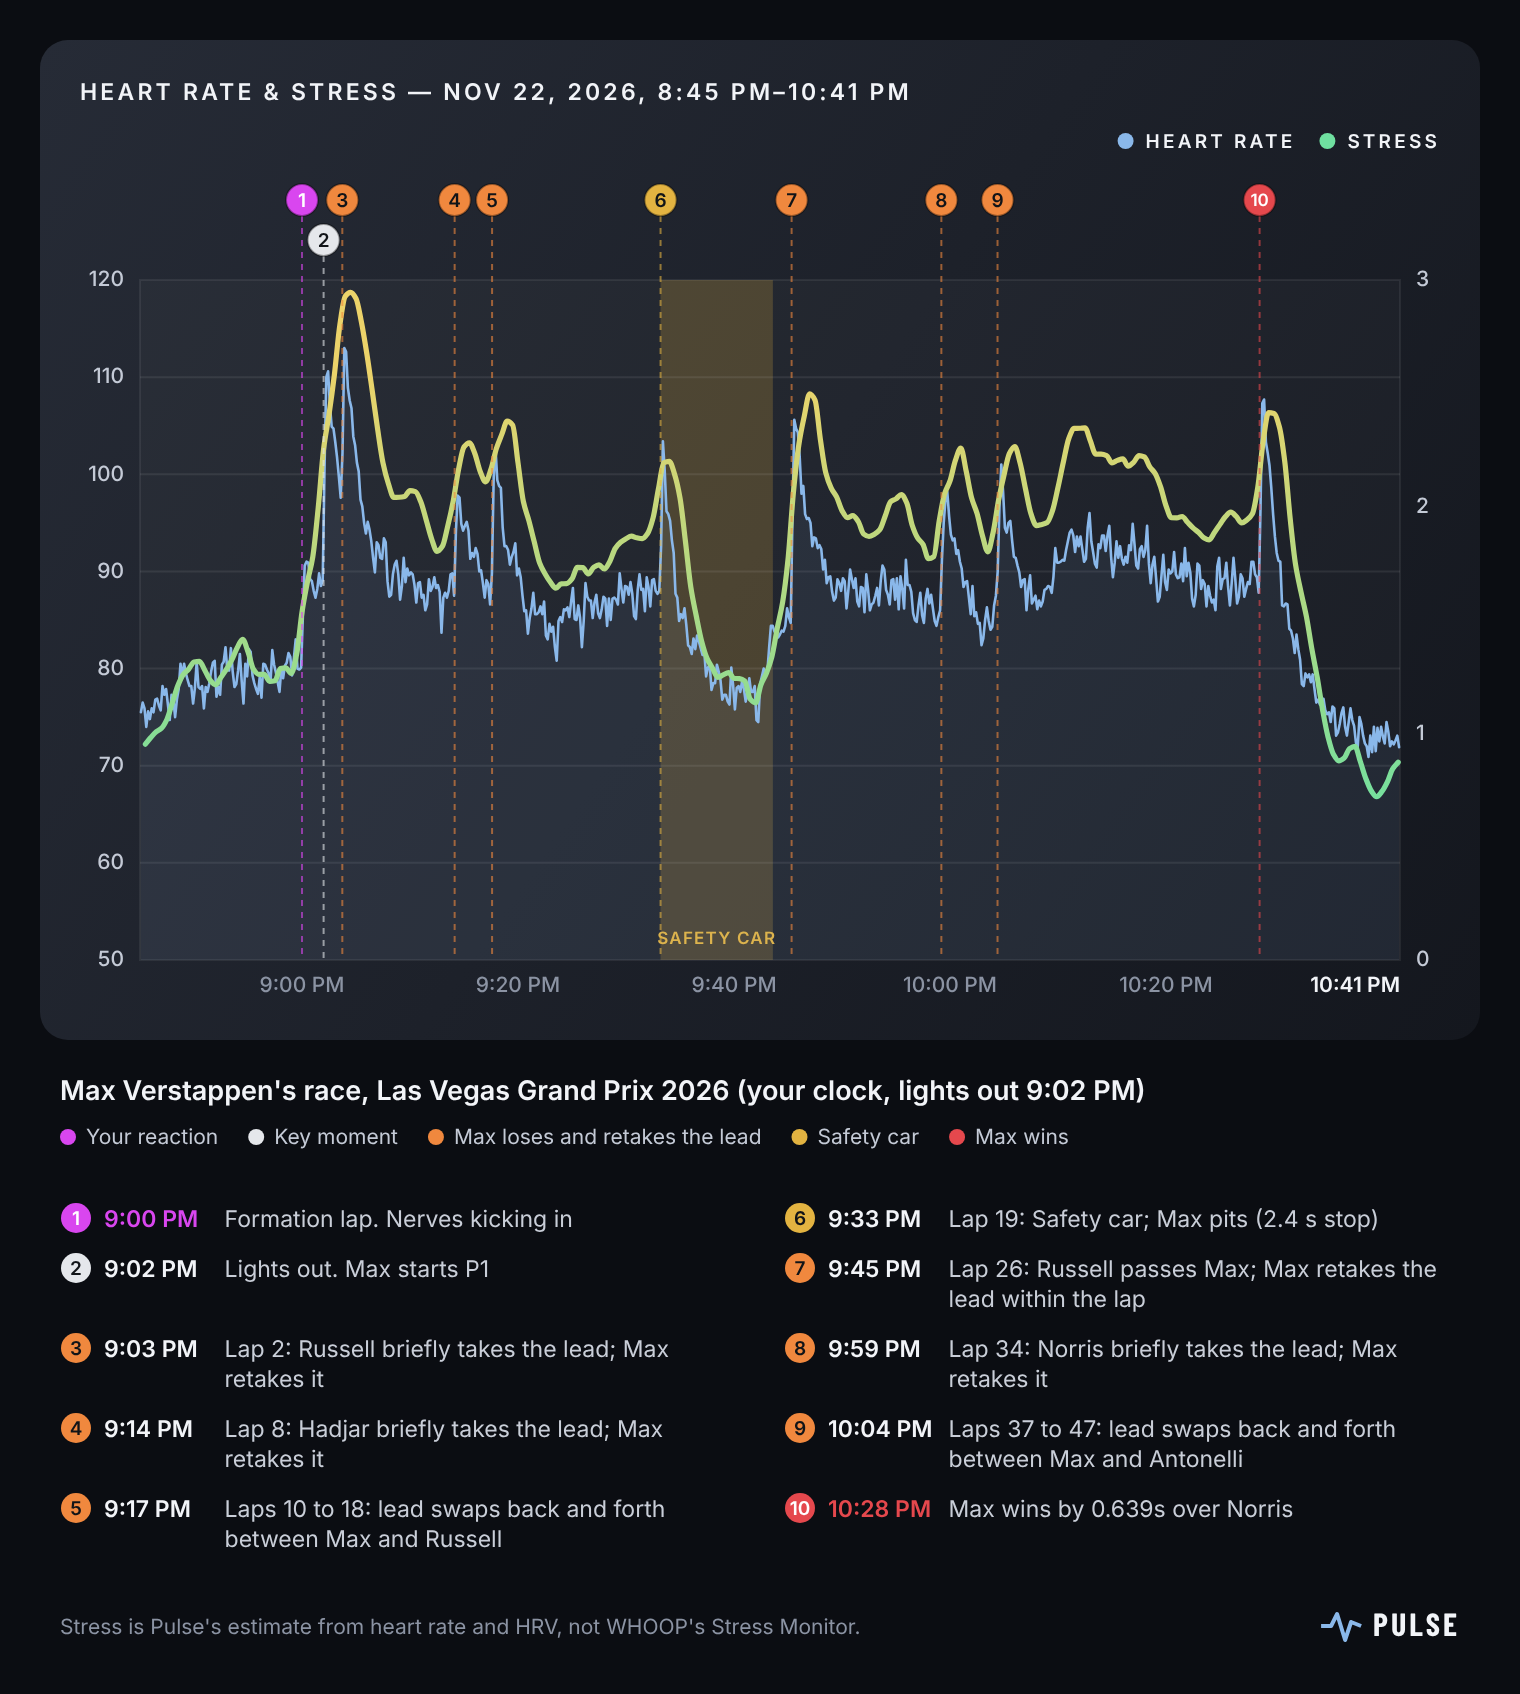 HEART RATE & STRESS — NOV 22, 2026, 8:45 PM–10:41 PM
HEART RATE
STRESS
1
3
4
5
6
7
8
9
10
2
120
3
110
100
2
90
80
1
70
60
SAFETY CAR
50
0
9:00 PM
9:20 PM
9:40 PM
10:00 PM
10:20 PM
10:41 PM
Max Verstappen's race, Las Vegas Grand Prix 2026 (your clock, lights out 9:02 PM)
Your reaction
Key moment
Max loses and retakes the lead
Safety car
Max wins
1 9:00 PM Formation lap. Nerves kicking in
2 9:02 PM Lights out. Max starts P1
3 9:03 PM Lap 2: Russell briefly takes the lead; Max
retakes it
4 9:14 PM Lap 8: Hadjar briefly takes the lead; Max
retakes it
5 9:17 PM Laps 10 to 18: lead swaps back and forth
between Max and Russell
6 9:33 PM Lap 19: Safety car; Max pits (2.4 s stop)
7 9:45 PM Lap 26: Russell passes Max; Max retakes the
lead within the lap
8 9:59 PM Lap 34: Norris briefly takes the lead; Max
retakes it
9 10:04 PM Laps 37 to 47: lead swaps back and forth
between Max and Antonelli
10 10:28 PM Max wins by 0.639s over Norris
Stress is Pulse's estimate from heart rate and HRV, not WHOOP's Stress Monitor.
PULSE